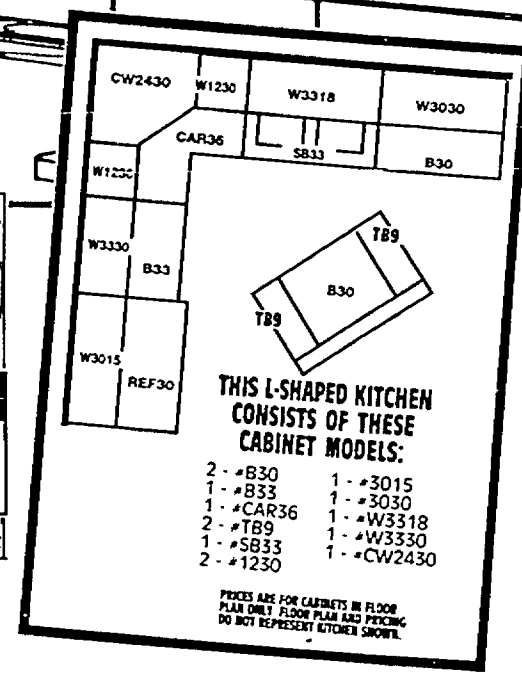 CW2430
W1230
W3318
W3030
CAR36
SB33
B30
W1230
W3330
B33
W3015
REF30
TB9
B30
TB9
THIS L-SHAPED KITCHEN
CONSISTS OF THESE
CABINET MODELS:
2 - #B30
1 - #B33
1 - #CAR36
2 - #TB9
1 - #SB33
2 - #1230
1 - #3015
1 - #3030
1 - #W3318
1 - #W3330
1 - #CW2430
PRICES ARE FOR CABINETS IN FLOOR
PLAN ONLY. FLOOR PLAN AND PRICING
DO NOT REPRESENT KITCHEN SHOWN.